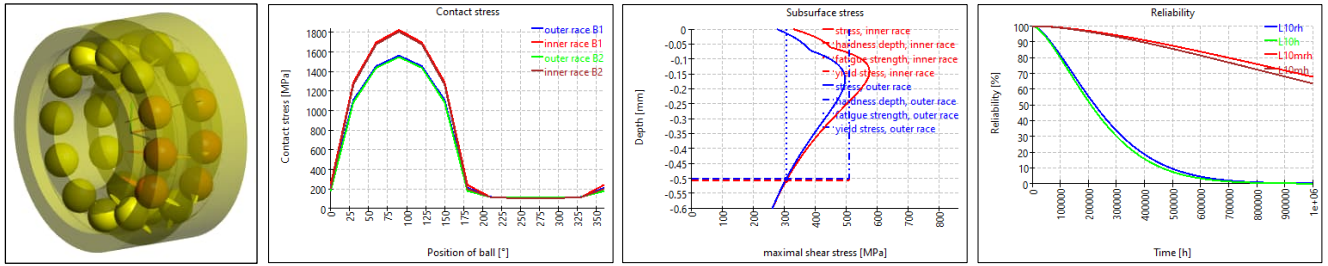 Contact stress
Contact stress [MPa]
1800
1600
1400
1200
1000
800
600
400
200
0
outer race B1
inner race B1
outer race B2
inner race B2
0
25
50
75
100
125
150
175
200
225
250
275
300
325
350
Position of ball [°]
Subsurface stress
Depth [mm]
0
-0.05
-0.1
-0.15
-0.2
-0.25
-0.3
-0.35
-0.4
-0.45
-0.5
-0.55
-0.6
stress, inner race
hardness depth, inner race
fatigue strength, inner race
yield stress, inner race
stress, outer race
hardness depth, outer race
fatigue strength, outer race
yield stress, outer race
0
100
200
300
400
500
600
700
800
maximal shear stress [MPa]
Reliability
Reliability [%]
100
90
80
70
60
50
40
30
20
10
0
L10rh
L10h
L10mrh
L10mh
0
100000
200000
300000
400000
500000
600000
700000
800000
900000
1e+06
Time [h]